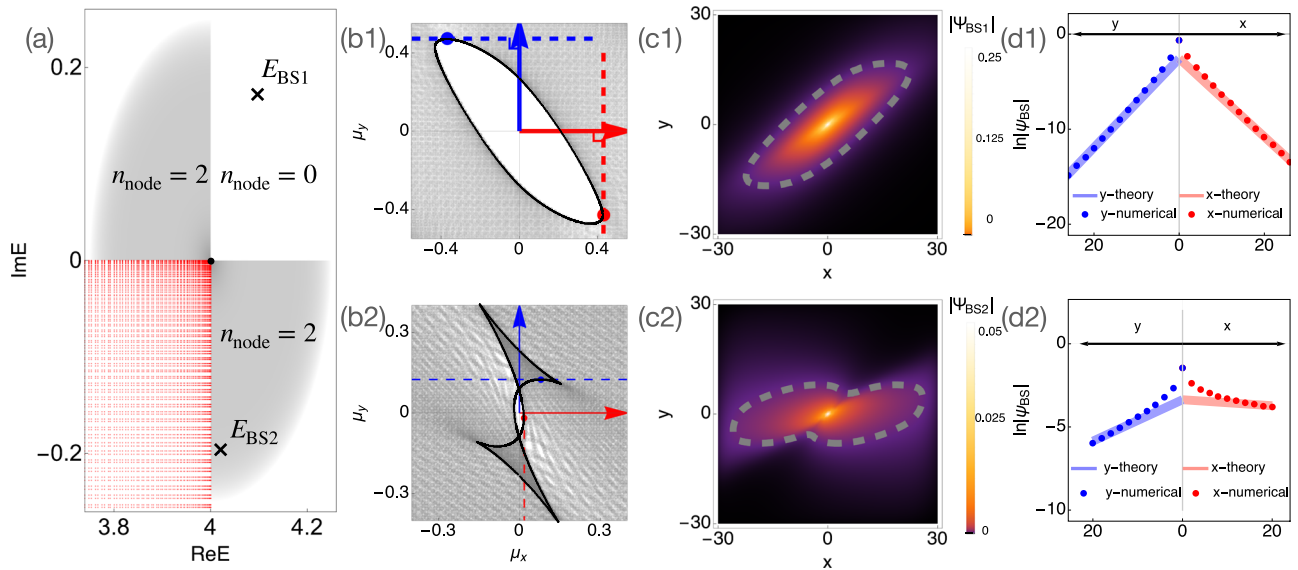 (a)
0.2
0
-0.2
ImE
3.8
4
4.2
ReE
E_BS1
n_node = 2
n_node = 0
n_node = 2
E_BS2
(b1)
0.4
0
-0.4
μ_y
-0.4
0
0.4
(c1)
|Ψ_BS1|
30
0
-30
y
-30
0
30
x
0.25
0.125
0
(d1)
0
-10
-20
ln|ψ_BS|
y
x
y-theory
x-theory
y-numerical
x-numerical
20
0
20
(b2)
0.3
0
-0.3
μ_y
-0.3
0
0.3
μ_x
(c2)
|Ψ_BS2|
30
0
-30
y
-30
0
30
x
0.05
0.025
0
(d2)
0
-5
-10
ln|ψ_BS|
y
x
y-theory
x-theory
y-numerical
x-numerical
20
10
0
10
20